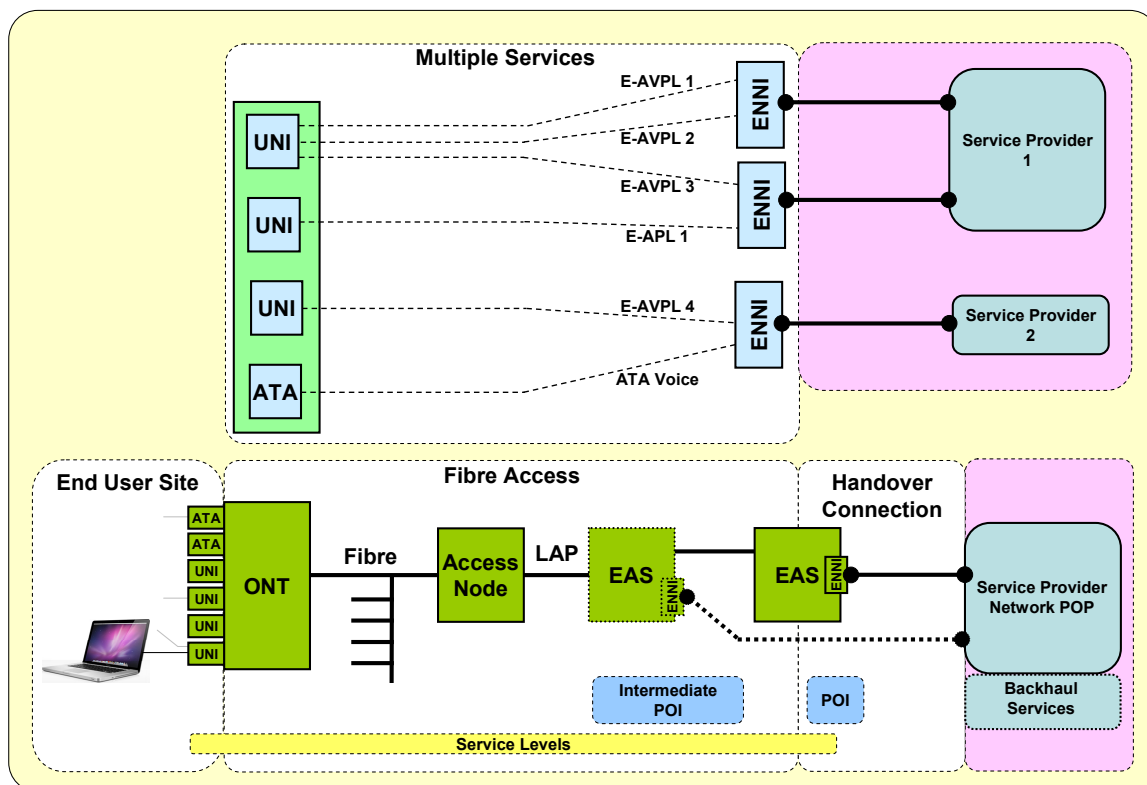 Multiple Services
E-AVPL 1
UNI
ENNI
E-AVPL 2
Service Provider
1
E-AVPL 3
ENNI
UNI
E-APL 1
UNI
E-AVPL 4
ENNI
Service Provider
2
ATA
ATA Voice
End User Site
Fibre Access
Handover
Connection
ATA
ATA
UNI
UNI
UNI
UNI
ONT
Fibre
Access
Node
LAP
EAS
ENNI
EAS
ENNI
Service Provider
Network POP
Intermediate
POI
POI
Backhaul
Services
Service Levels